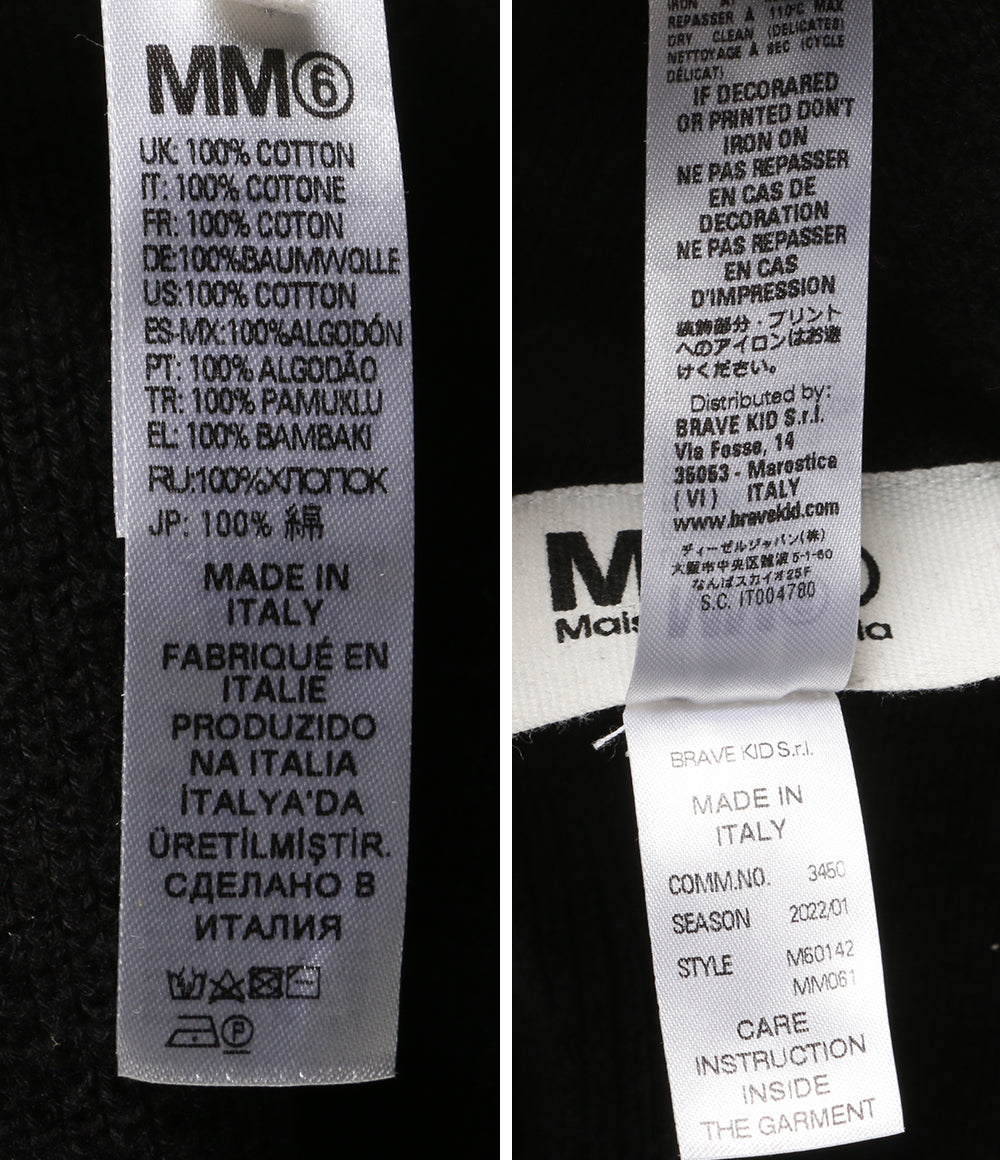 MM⑥
UK: 100% COTTON
IT: 100% COTONE
FR: 100% COTON
DE:100%BAUMWOLLE
US:100% COTTON
ES-MX:100%ALGODÓN
PT: 100% ALGODÃO
TR: 100% PAMUKLU
EL: 100% BAMBAKI
RU:100%ХЛОПОК
JP: 100% 綿
MADE IN
ITALY
FABRIQUÉ EN
ITALIE
PRODUZIDO
NA ITALIA
İTALYA'DA
ÜRETİLMİŞTİR.
СДЕЛАНО В
ИТАЛИЯ
P
IRON AT
REPASSER À 110°C MAX
DRY CLEAN (DELICATES)
NETTOYAGE À SEC (CYCLE
DÉLICAT)
IF DECORARED
OR PRINTED DON'T
IRON ON
NE PAS REPASSER
EN CAS DE
DECORATION
NE PAS REPASSER
EN CAS
D'IMPRESSION
装飾部分・プリント
へのアイロンはお避
けください。
Distributed by:
BRAVE KID S.r.l.
Via Fosse, 14
36063 - Marostica
(VI) ITALY
www.bravekid.com
ディーゼルジャパン(株)
大阪市中央区難波5-1-60
なんばスカイオ25F
S.C. IT004780
M
Mais
la
BRAVE KID S.r.l.
MADE IN
ITALY
COMM.NO. 3450
SEASON 2022/01
STYLE M60142
MM061
CARE
INSTRUCTION
INSIDE
THE GARMENT